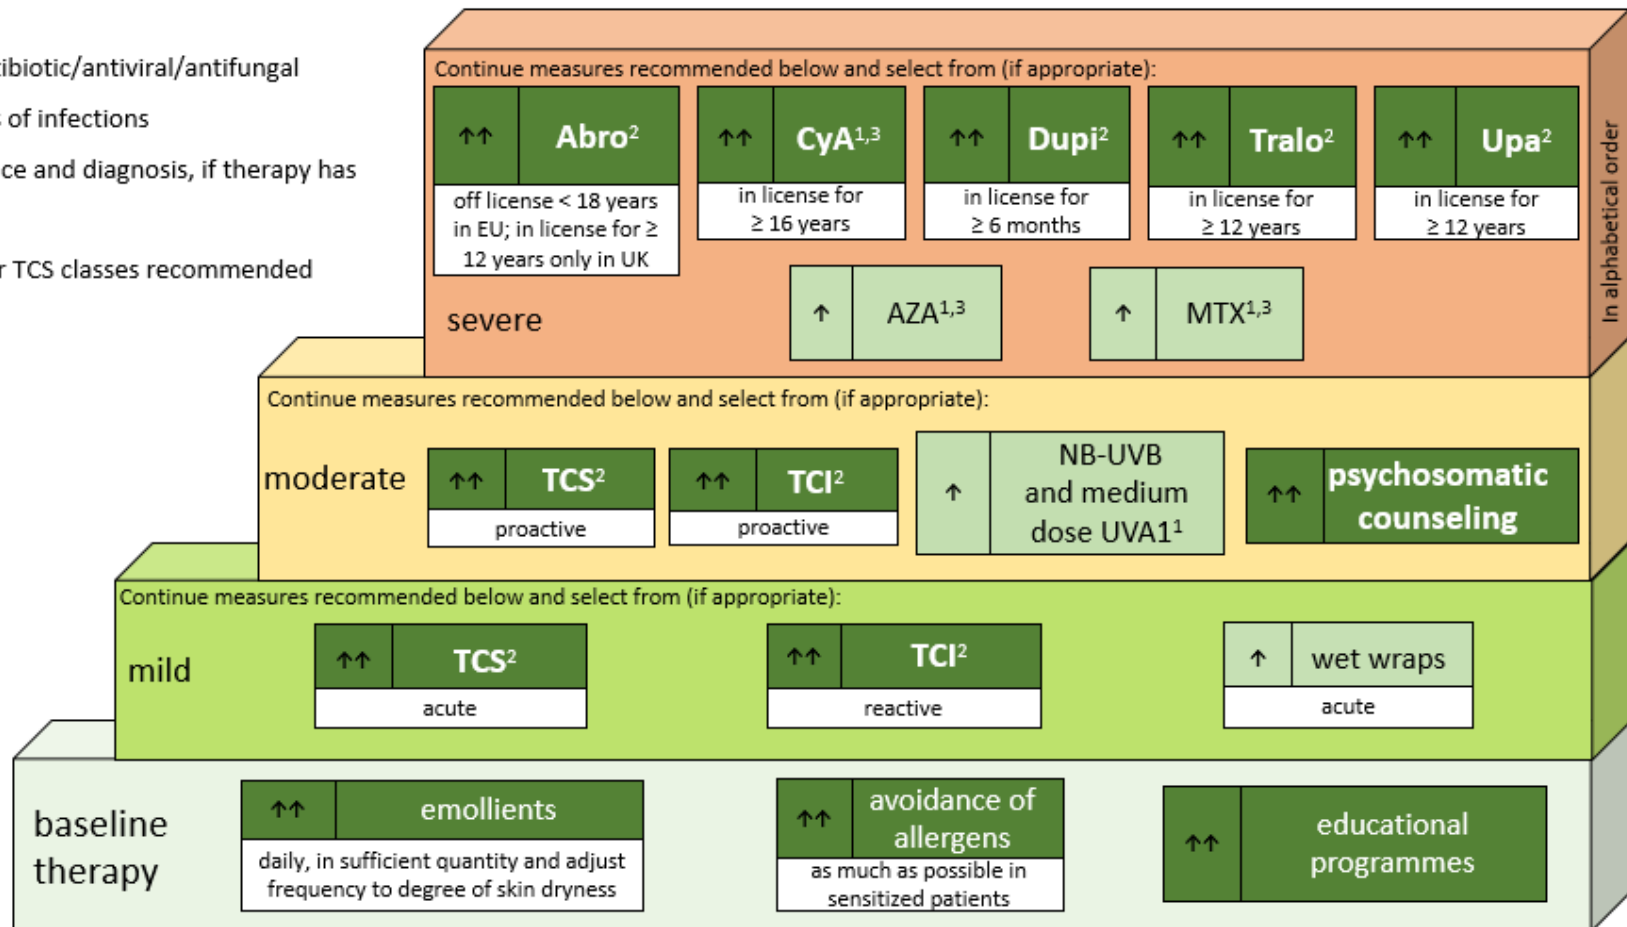 tibiotic/antiviral/antifungal
s of infections
ce and diagnosis, if therapy has
r TCS classes recommended
Continue measures recommended below and select from (if appropriate):
↑↑ Abro²
off license < 18 years
in EU; in license for ≥
12 years only in UK
↑↑ CyA¹,³
in license for
≥ 16 years
↑↑ Dupi²
in license for
≥ 6 months
↑↑ Tralo²
in license for
≥ 12 years
↑↑ Upa²
in license for
≥ 12 years
In alphabetical order
severe
↑ AZA¹,³
↑ MTX¹,³
Continue measures recommended below and select from (if appropriate):
moderate
↑↑ TCS²
proactive
↑↑ TCI²
proactive
↑ NB-UVB
and medium
dose UVA1¹
↑↑ psychosomatic
counseling
Continue measures recommended below and select from (if appropriate):
mild
↑↑ TCS²
acute
↑↑ TCI²
reactive
↑ wet wraps
acute
baseline
therapy
↑↑ emollients
daily, in sufficient quantity and adjust
frequency to degree of skin dryness
↑↑ avoidance of
allergens
as much as possible in
sensitized patients
↑↑ educational
programmes